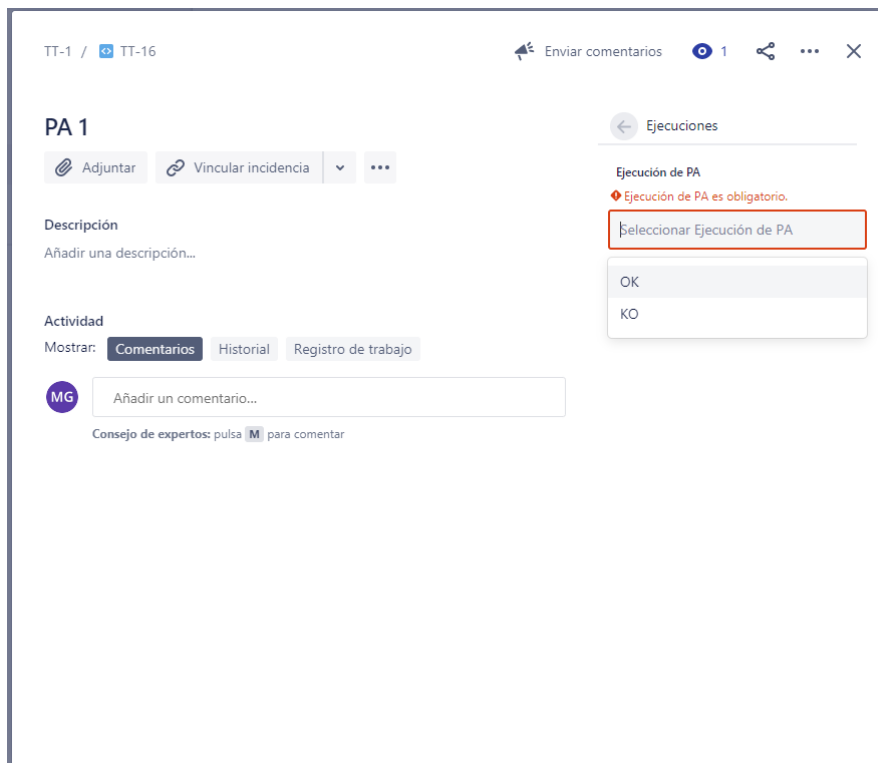 TT-1 / TT-16
Enviar comentarios 1
PA 1
Adjuntar Vincular incidencia
Descripción
Añadir una descripción...
Actividad
Mostrar: Comentarios Historial Registro de trabajo
MG Añadir un comentario...
Consejo de expertos: pulsa M para comentar
Ejecuciones
Ejecución de PA
Ejecución de PA es obligatorio.
Seleccionar Ejecución de PA
OK
KO